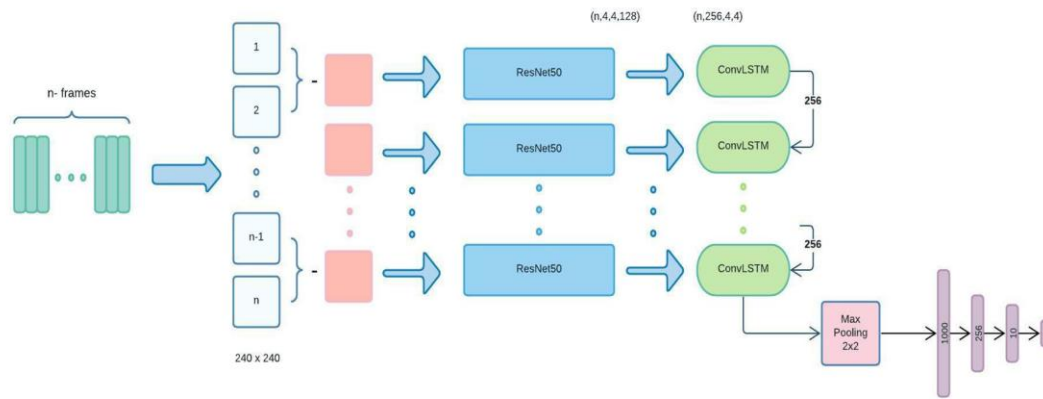 (n,4,4,128)
(n,256,4,4)
n- frames
1
2
n-1
n
240 x 240
-
-
ResNet50
ResNet50
ResNet50
ConvLSTM
256
ConvLSTM
256
ConvLSTM
Max
Pooling
2x2
1000
256
10